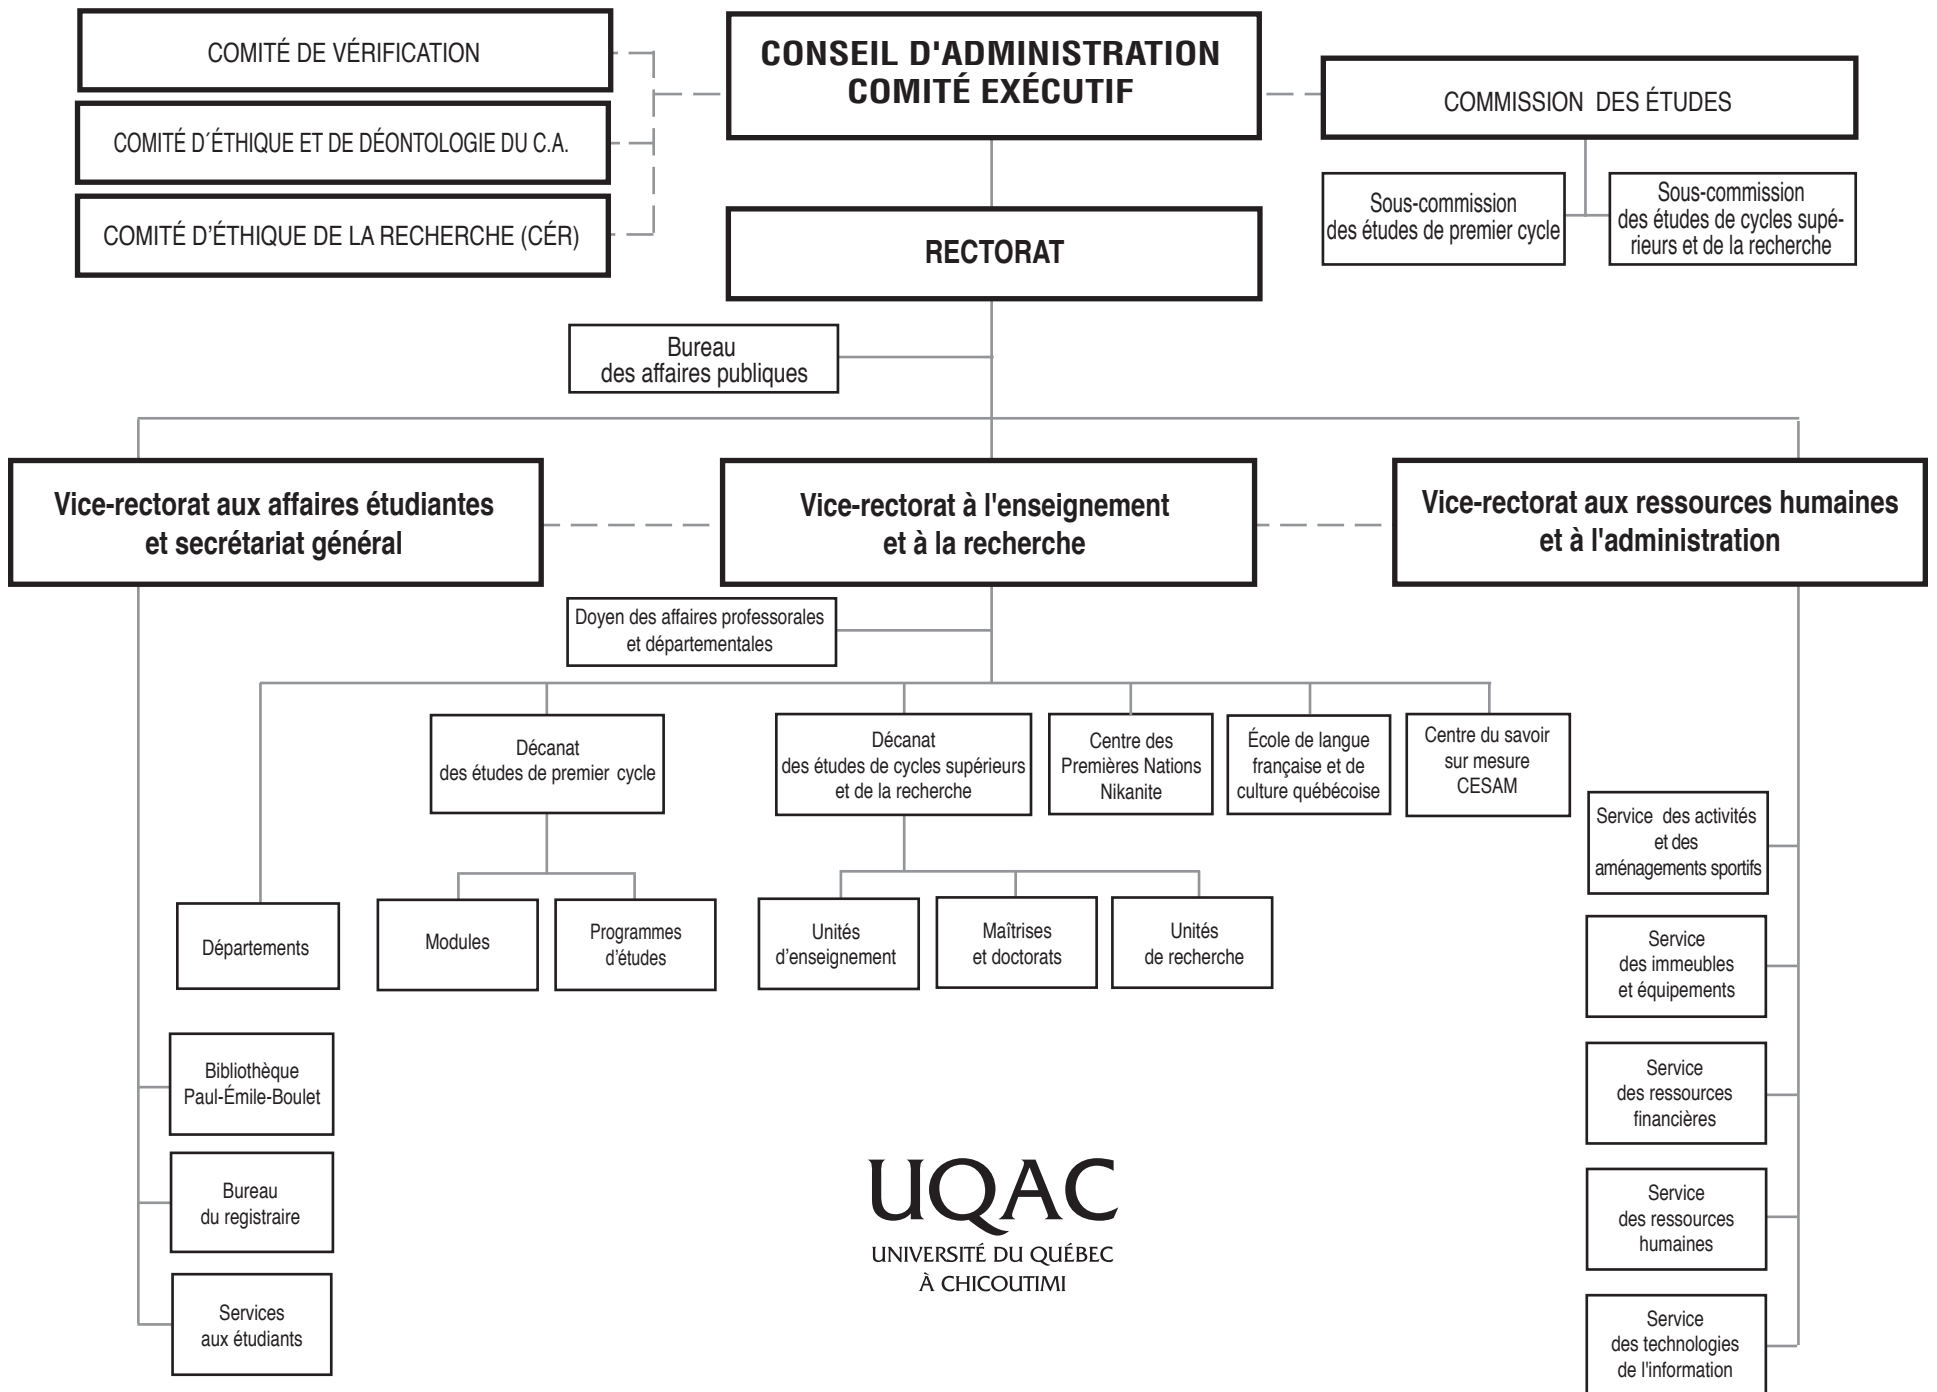 COMITÉ DE VÉRIFICATION
COMITÉ D´ÉTHIQUE ET DE DÉONTOLOGIE DU C.A.
COMITÉ D'ÉTHIQUE DE LA RECHERCHE (CÉR)
CONSEIL D'ADMINISTRATION
COMITÉ EXÉCUTIF
COMMISSION DES ÉTUDES
Sous-commission
des études de premier cycle
Sous-commission
des études de cycles supé-
rieurs et de la recherche
RECTORAT
Bureau
des affaires publiques
Vice-rectorat aux affaires étudiantes
et secrétariat général
Vice-rectorat à l'enseignement
et à la recherche
Vice-rectorat aux ressources humaines
et à l'administration
Doyen des affaires professorales
et départementales
Décanat
des études de premier cycle
Décanat
des études de cycles supérieurs
et de la recherche
Centre des
Premières Nations
Nikanite
École de langue
française et de
culture québécoise
Centre du savoir
sur mesure
CESAM
Départements
Modules
Programmes
d'études
Unités
d'enseignement
Maîtrises
et doctorats
Unités
de recherche
Bibliothèque
Paul-Émile-Boulet
Bureau
du registraire
Services
aux étudiants
Service des activités
et des
aménagements sportifs
Service
des immeubles
et équipements
Service
des ressources
financières
Service
des ressources
humaines
Service
des technologies
de l'information
UQAC
UNIVERSITÉ DU QUÉBEC
À CHICOUTIMI